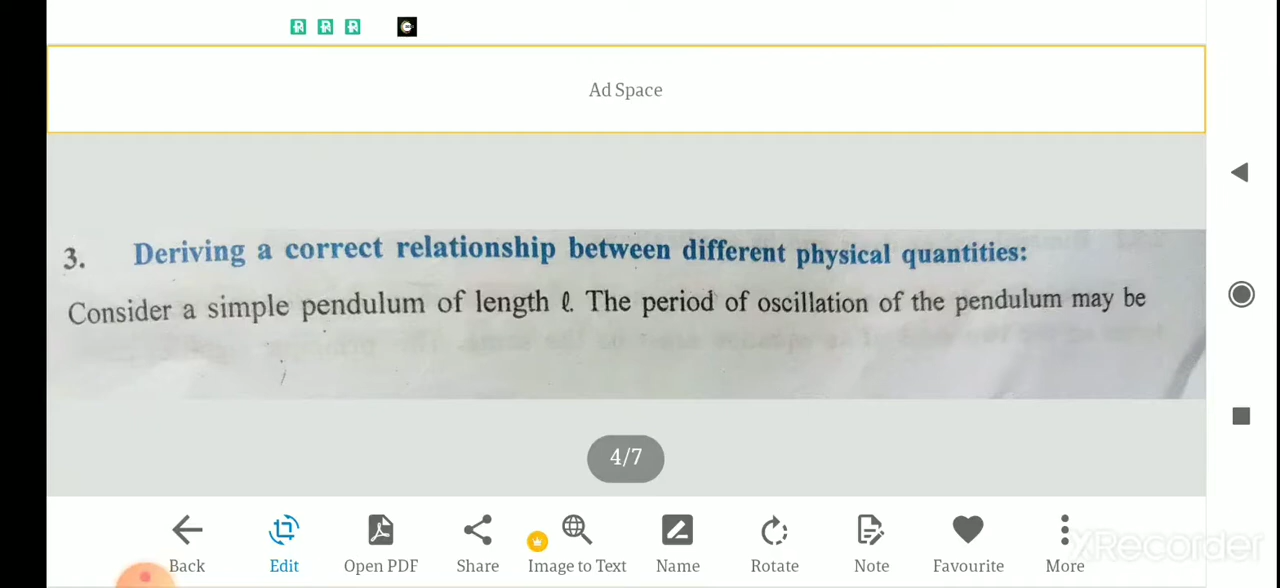 Ad Space
3. Deriving a correct relationship between different physical quantities:
Consider a simple pendulum of length ℓ. The period of oscillation of the pendulum may be
4/7
Back Edit Open PDF Share Image to Text Name Rotate Note Favourite More
XRecorder